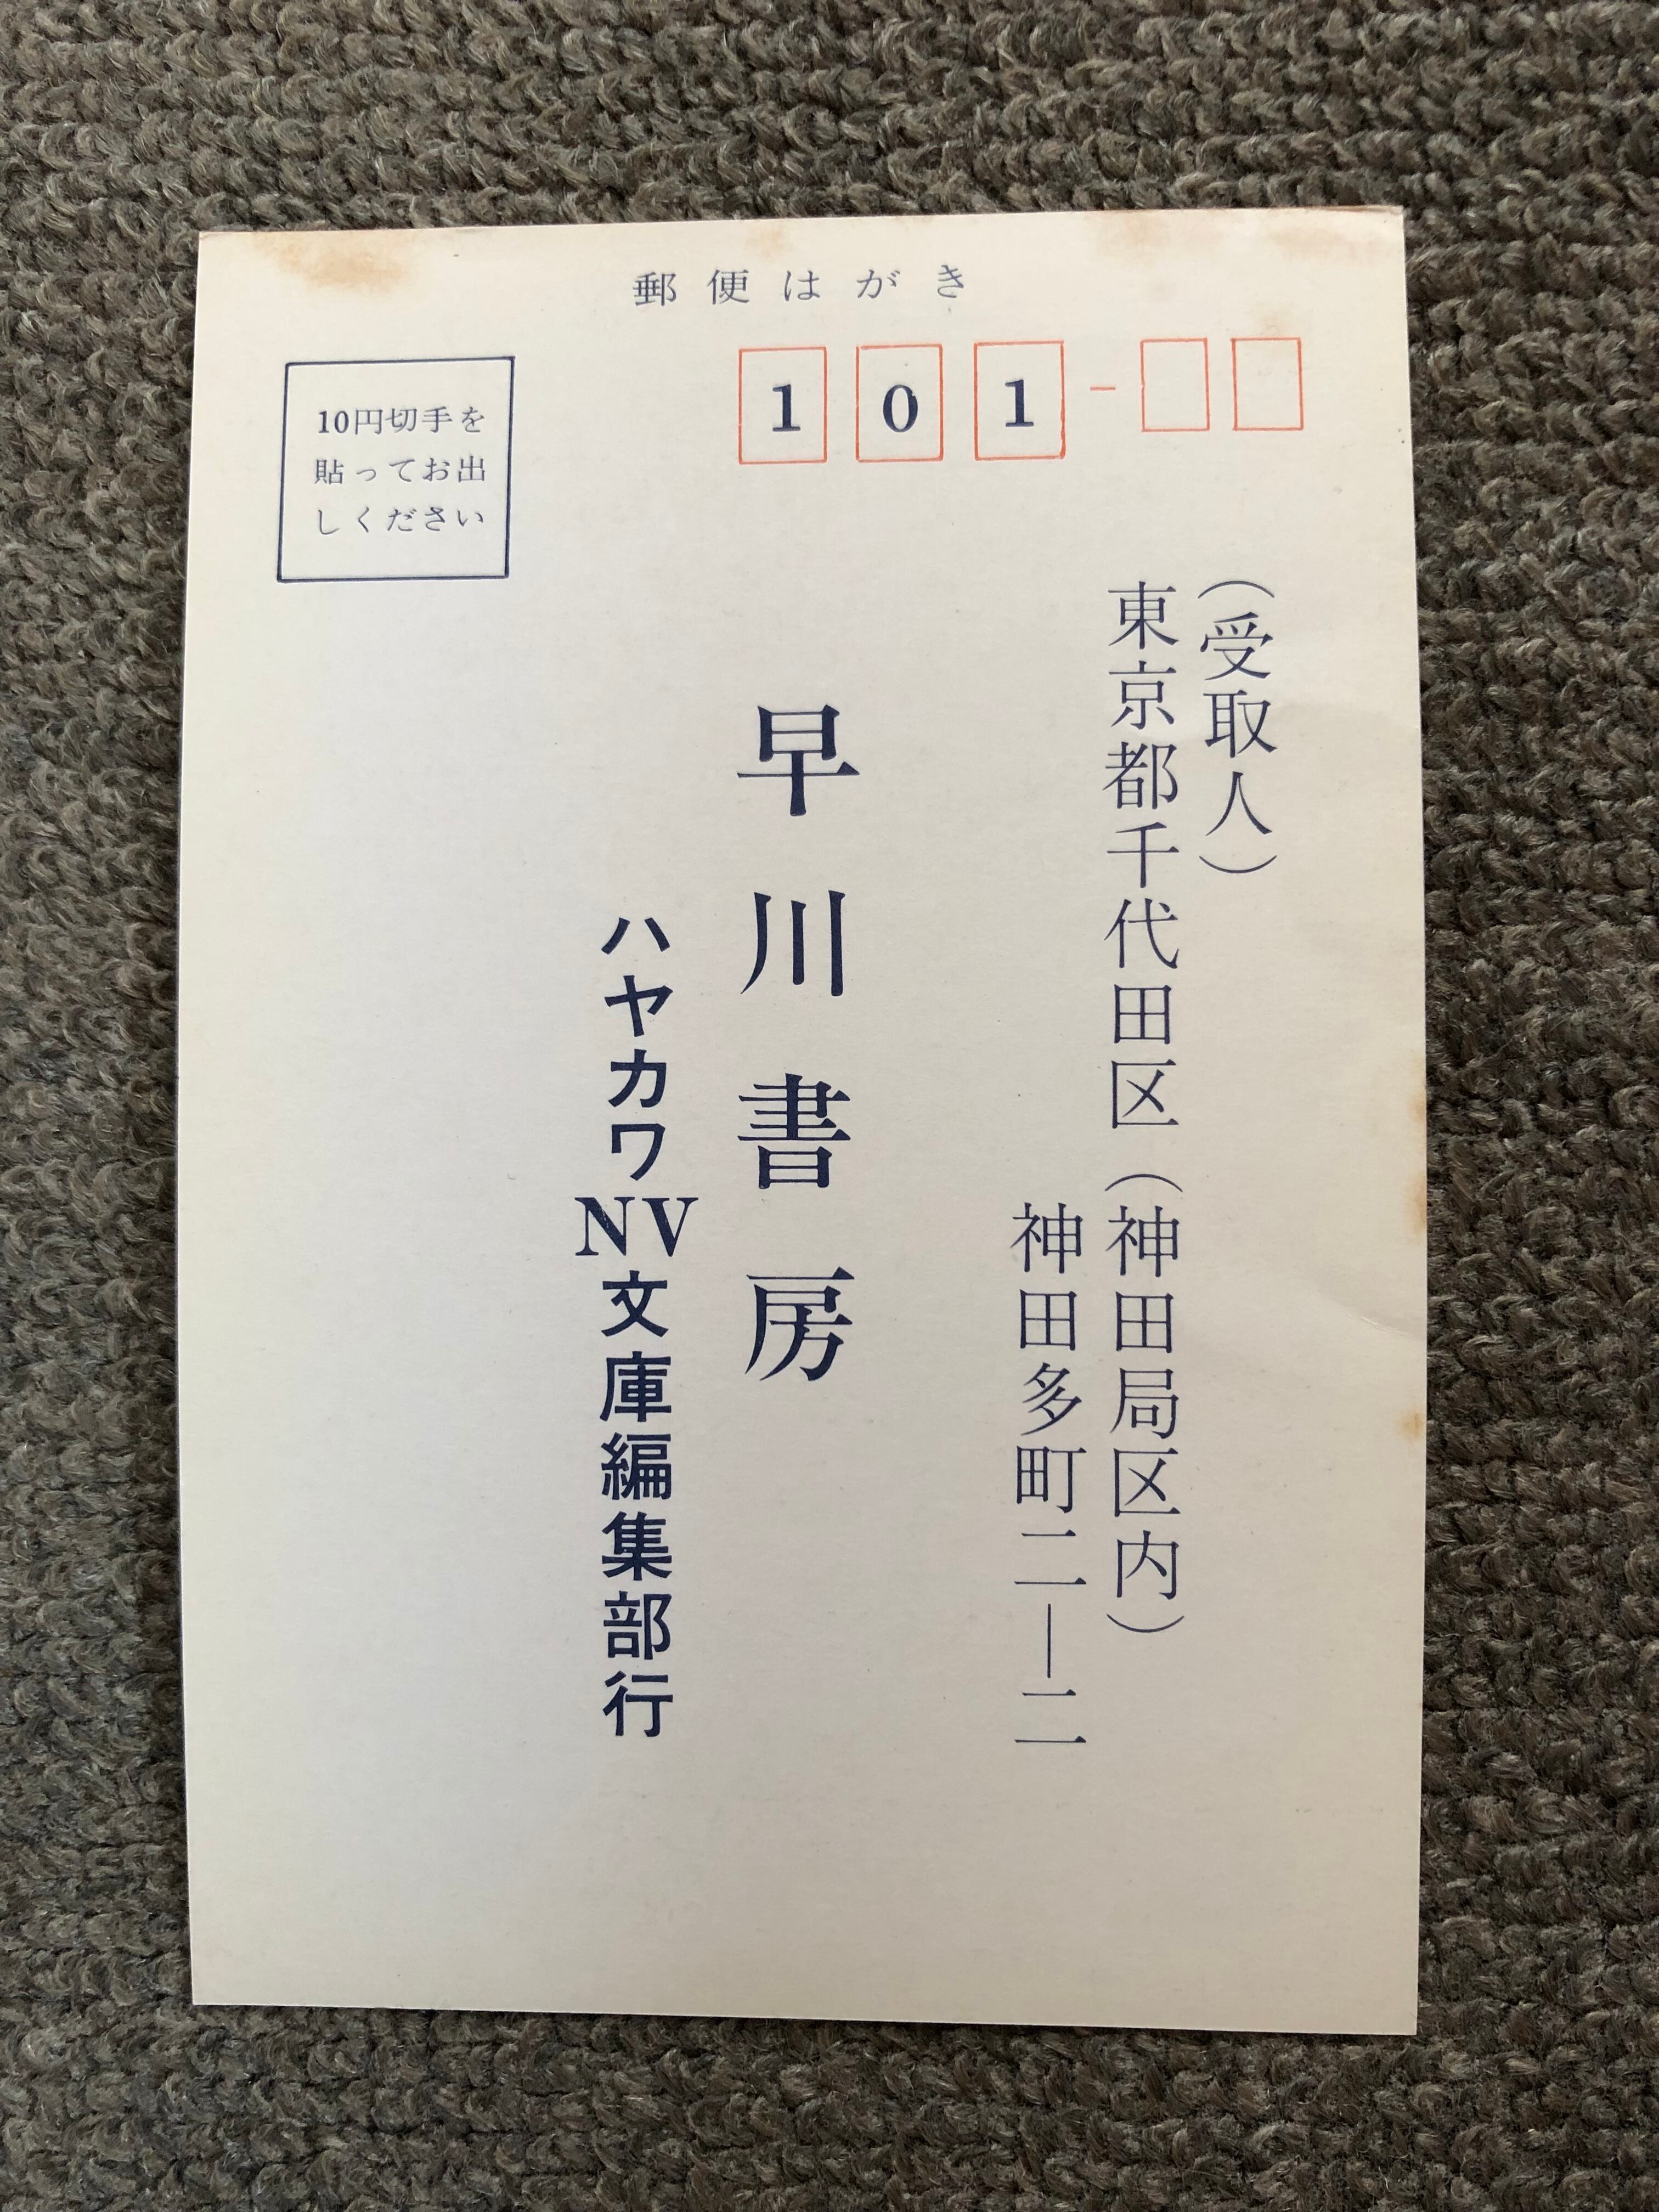 郵便はがき
101-
10円切手を
貼ってお出
しください
(受取人)
東京都千代田区(神田局区内)
神田多町二―二
早川書房
ハヤカワNV文庫編集部行